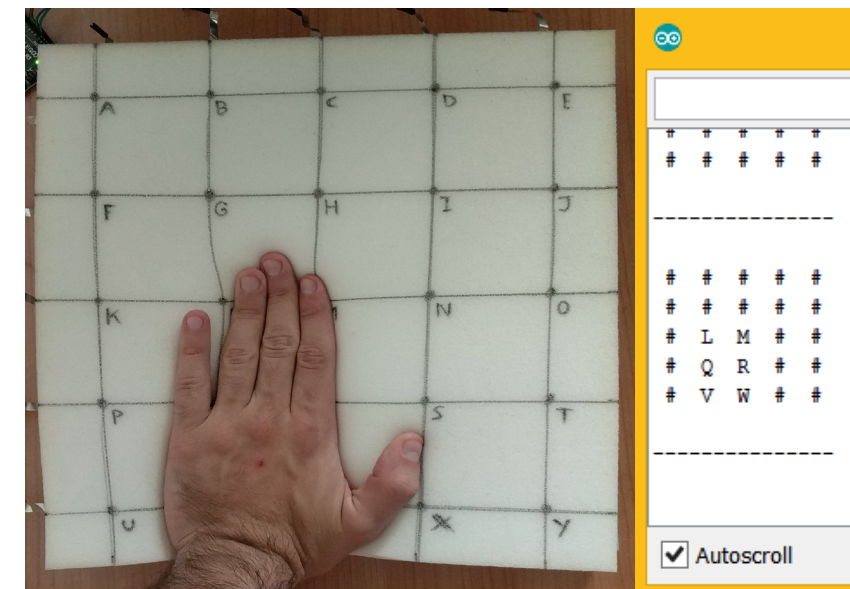 A B C D E
F G H I J
K N O
P S T
U X Y
# # # # #
# # # # #
---------------
# # # # #
# # # # #
# L M # #
# Q R # #
# V W # #
---------------
Autoscroll